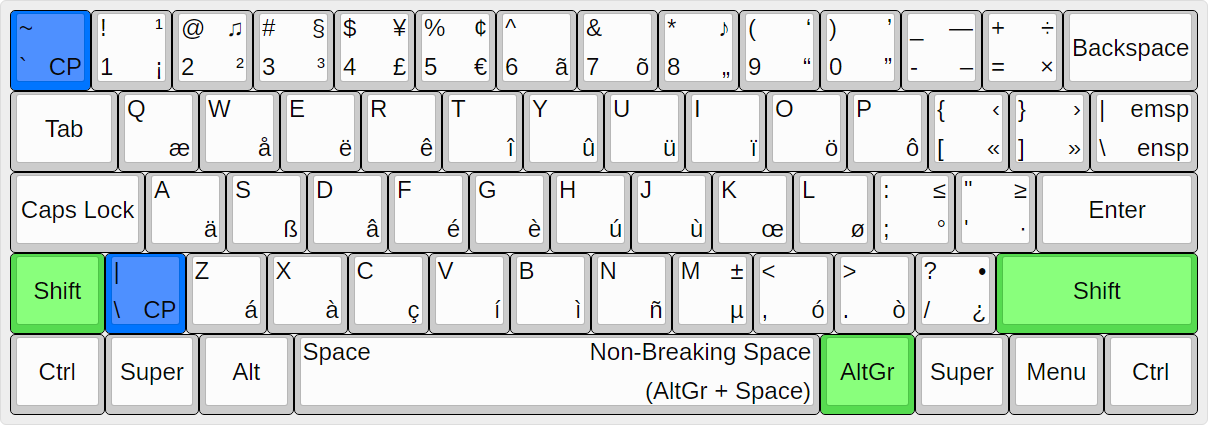 ~ ! ¹ @ ♫ # § $ ¥ % ¢ ^ & * ♪ ( ‘ ) ’ _ — + ÷ Backspace
` CP 1 ¡ 2 ² 3 ³ 4 £ 5 € 6 ã 7 õ 8 „ 9 “ 0 ” - – = ×
Tab Q W E R T Y U I O P { ‹ } › | emsp
æ å ë ê î û ü ï ö ô [ « ] » \ ensp
Caps Lock A S D F G H J K L : ≤ " ≥ Enter
ä ß â é è ú ù œ ø ; ° ' ·
Shift | Z X C V B N M ± < > ? • Shift
\ CP á à ç í ì ñ µ , ó . ò / ¿
Ctrl Super Alt Space Non-Breaking Space AltGr Super Menu Ctrl
(AltGr + Space)